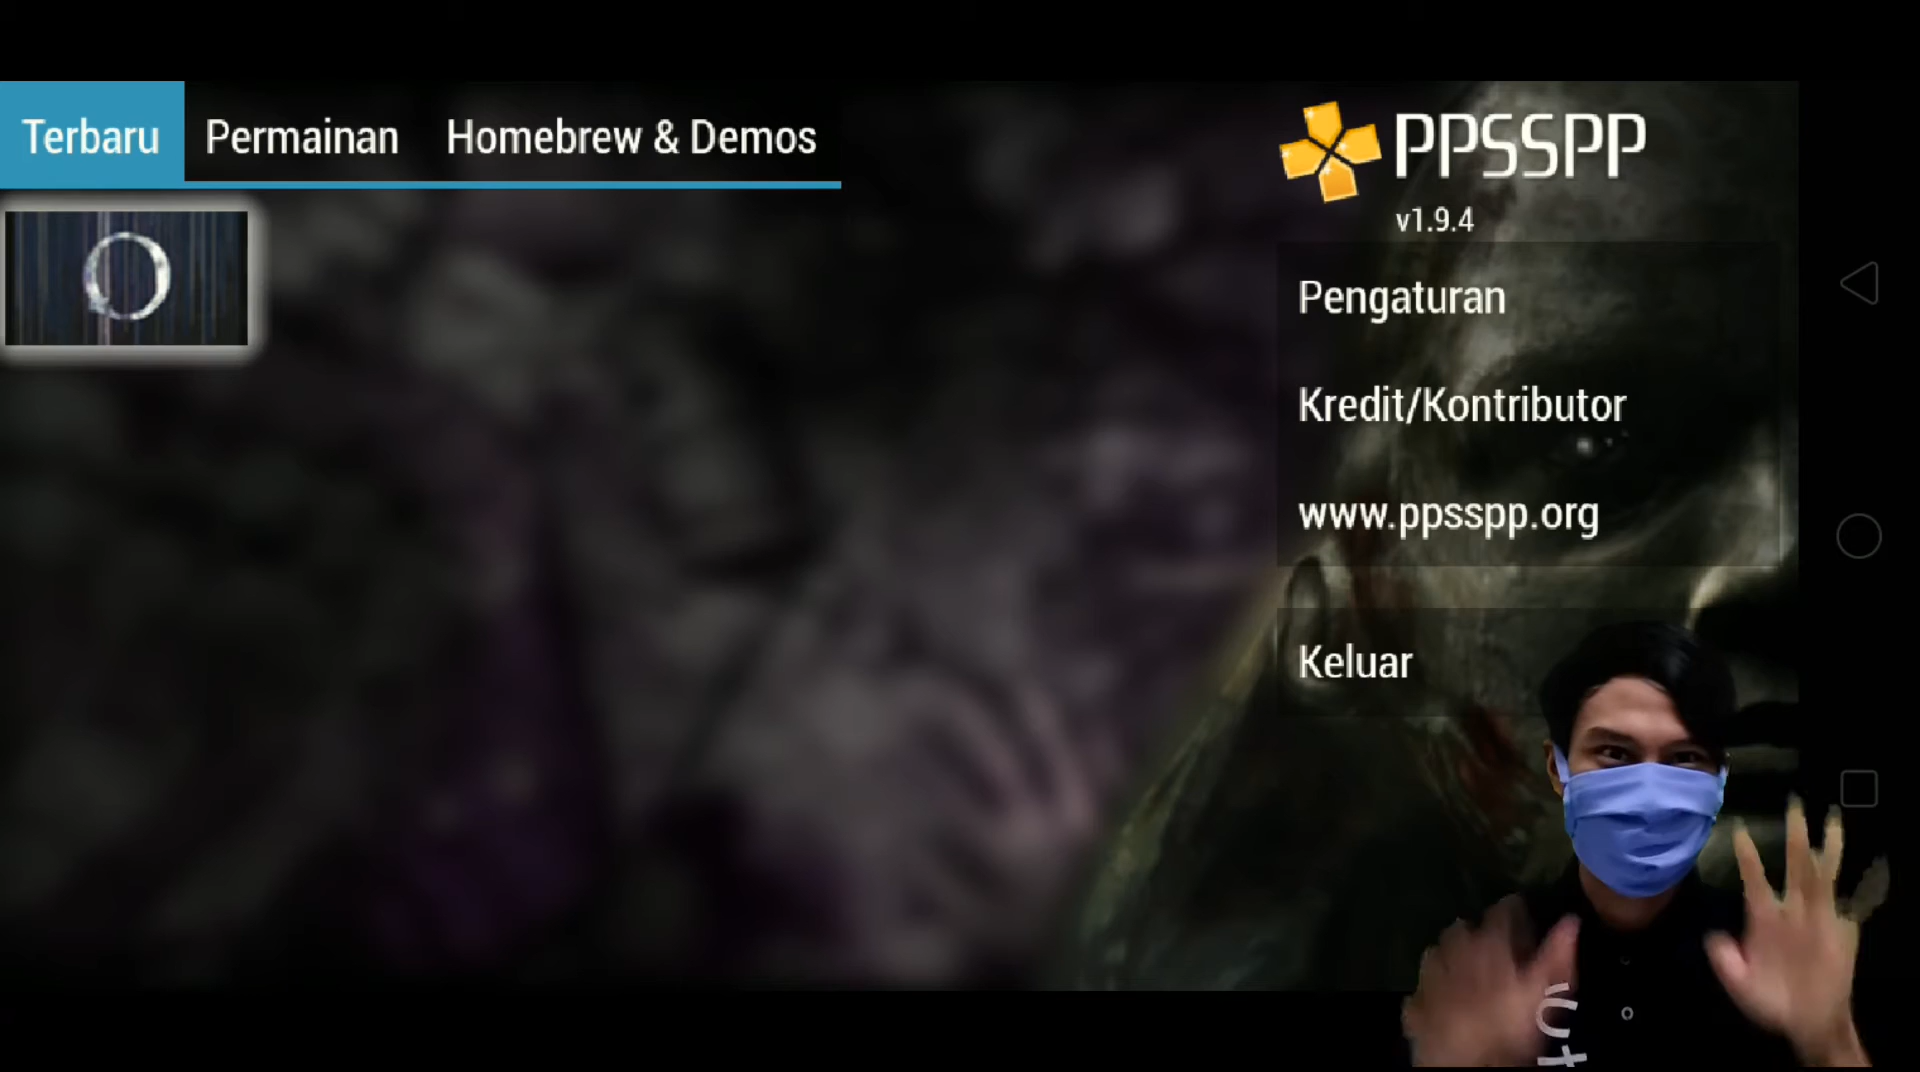 Terbaru Permainan Homebrew & Demos
PPSSPP
v1.9.4
Pengaturan
Kredit/Kontributor
www.ppsspp.org
Keluar